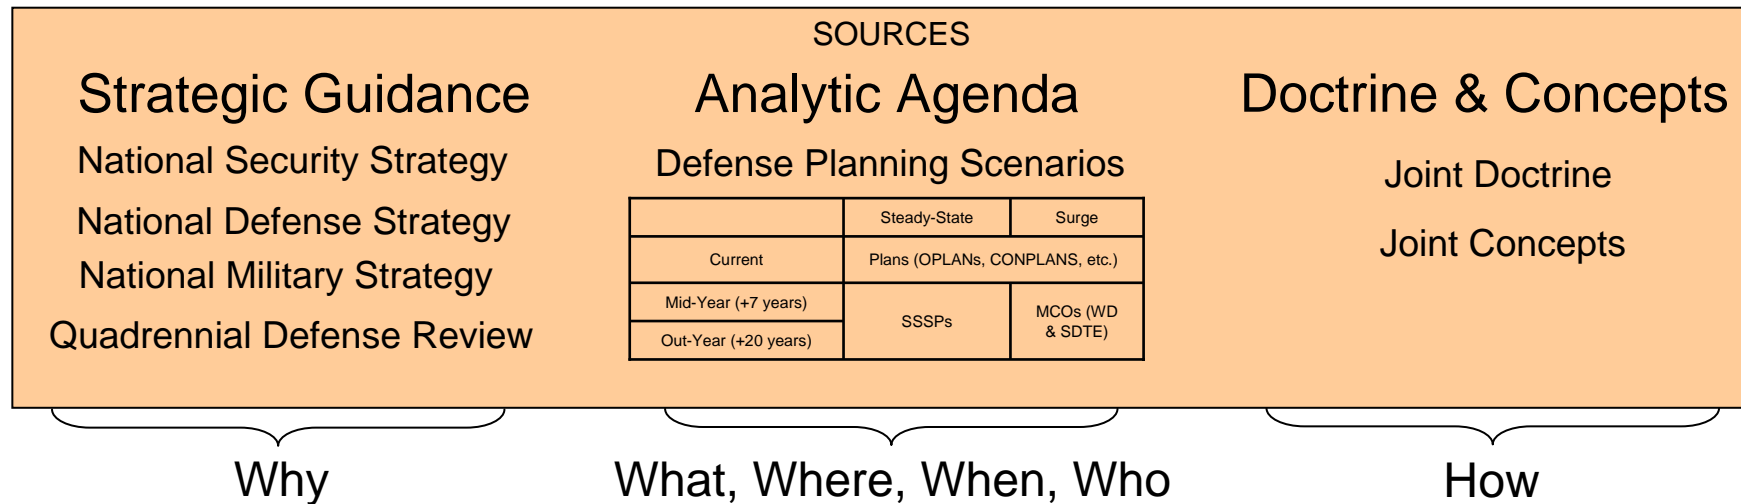 SOURCES
Strategic Guidance
National Security Strategy
National Defense Strategy
National Military Strategy
Quadrennial Defense Review
Analytic Agenda
Defense Planning Scenarios
Steady-State
Surge
Current
Plans (OPLANs, CONPLANS, etc.)
Mid-Year (+7 years)
SSSPs
MCOs (WD
& SDTE)
Out-Year (+20 years)
Doctrine & Concepts
Joint Doctrine
Joint Concepts
Why
What, Where, When, Who
How